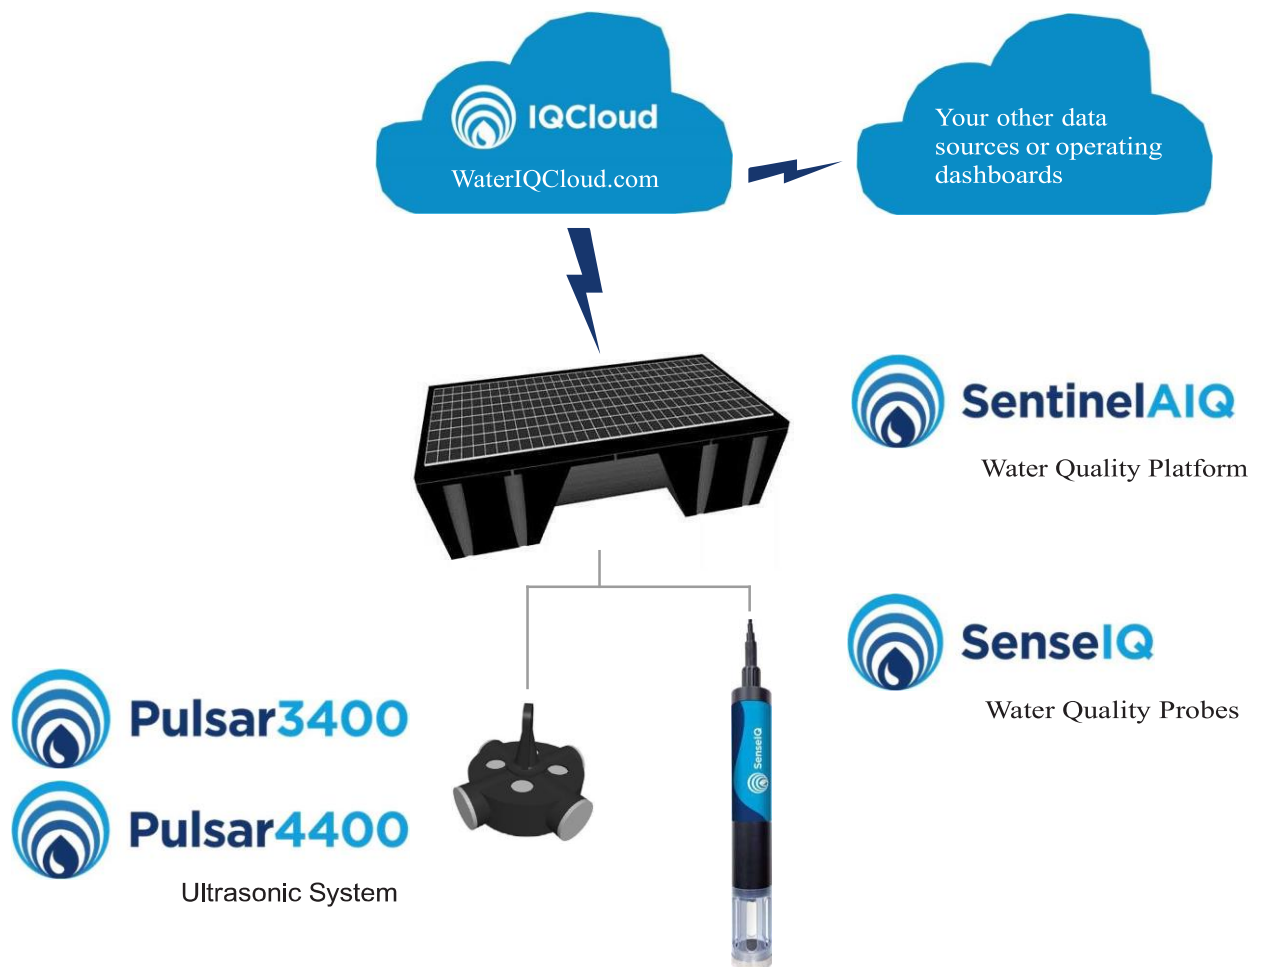 IQCloud
WaterIQCloud.com
Your other data
sources or operating
dashboards
SentinelAIQ
Water Quality Platform
SenseIQ
Water Quality Probes
Pulsar3400
Pulsar4400
Ultrasonic System
SenseIQ